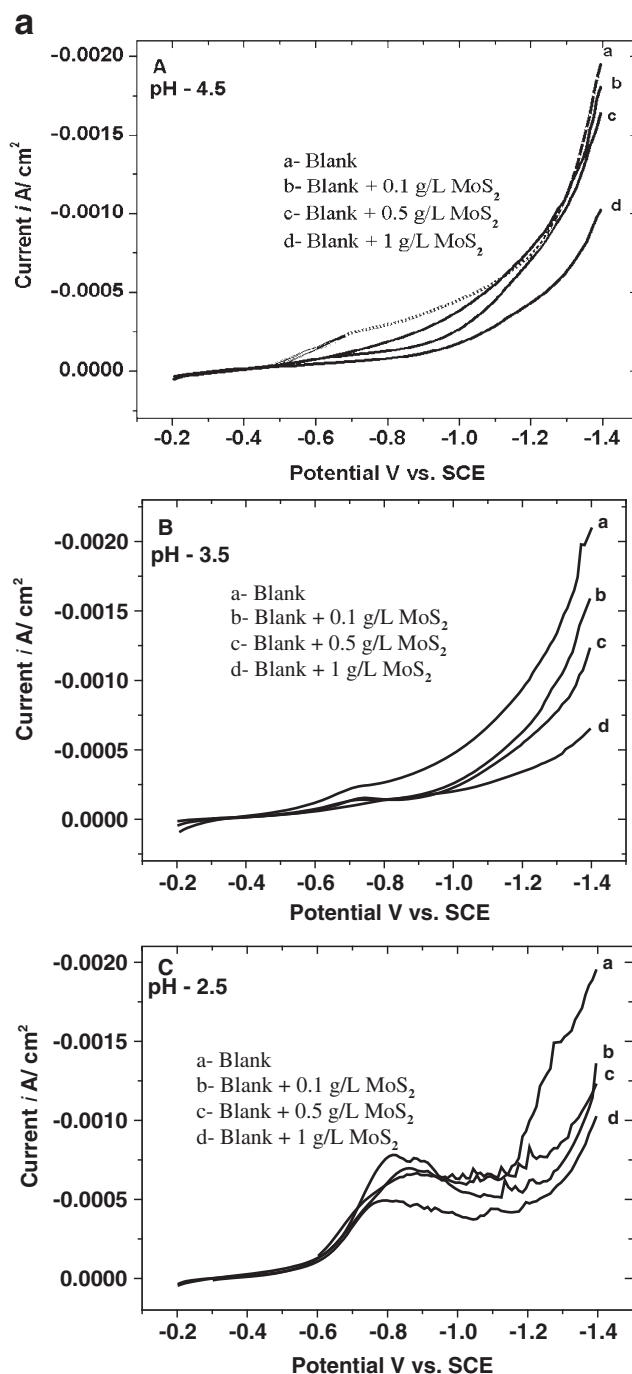 a
A
pH - 4.5
a- Blank
b- Blank + 0.1 g/L MoS2
c- Blank + 0.5 g/L MoS2
d- Blank + 1 g/L MoS2
a
b
c
d
Current i A/ cm2
-0.0020
-0.0015
-0.0010
-0.0005
0.0000
-0.2 -0.4 -0.6 -0.8 -1.0 -1.2 -1.4
Potential V vs. SCE
B
pH - 3.5
a- Blank
b- Blank + 0.1 g/L MoS2
c- Blank + 0.5 g/L MoS2
d- Blank + 1 g/L MoS2
a
b
c
d
Current i A/ cm2
-0.0020
-0.0015
-0.0010
-0.0005
0.0000
-0.2 -0.4 -0.6 -0.8 -1.0 -1.2 -1.4
Potential V vs. SCE
C
pH - 2.5
a- Blank
b- Blank + 0.1 g/L MoS2
c- Blank + 0.5 g/L MoS2
d- Blank + 1 g/L MoS2
a
b
c
d
Current i A/ cm2
-0.0020
-0.0015
-0.0010
-0.0005
0.0000
-0.2 -0.4 -0.6 -0.8 -1.0 -1.2 -1.4
Potential V vs. SCE